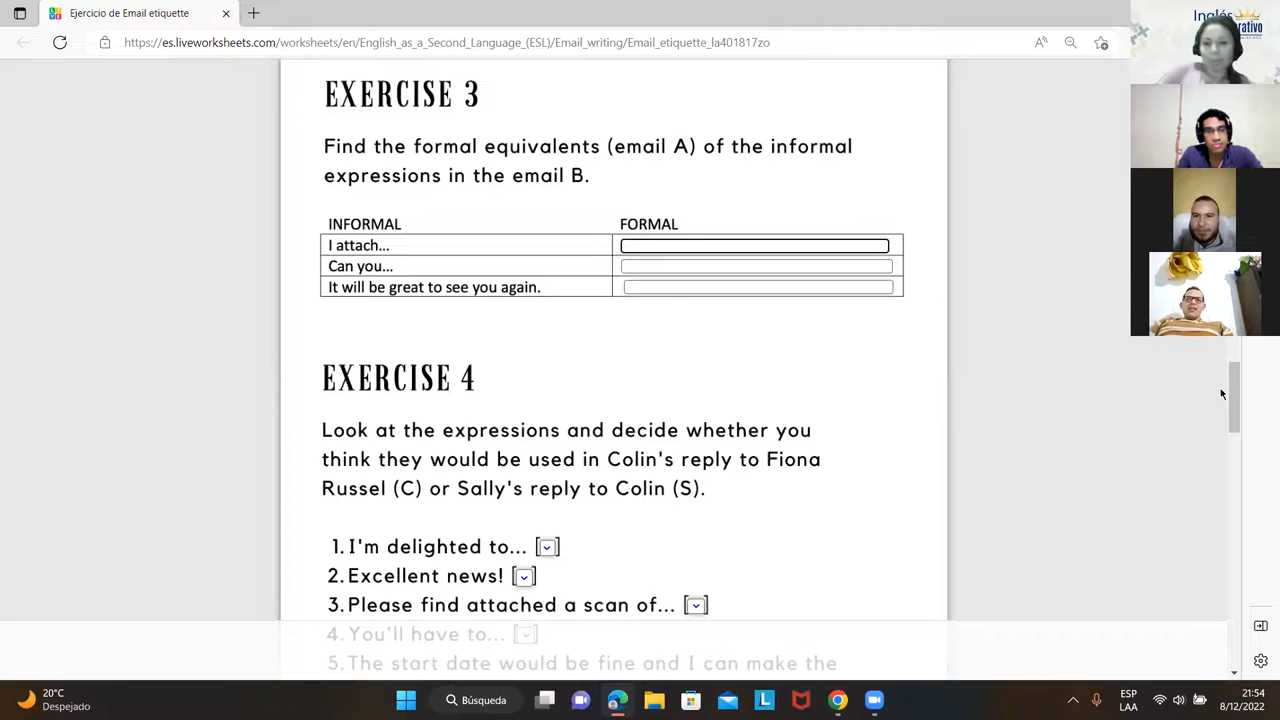 Ejercicio de Email etiquette
https://es.liveworksheets.com/worksheets/en/English_as_a_Second_Language_(ESL)/Email_writing/Email_etiquette_la401817zo
Inglés
EXERCISE 3
Find the formal equivalents (email A) of the informal
expressions in the email B.
INFORMAL FORMAL
I attach...
Can you...
It will be great to see you again.
EXERCISE 4
Look at the expressions and decide whether you
think they would be used in Colin's reply to Fiona
Russel (C) or Sally's reply to Colin (S).
1. I'm delighted to... [ ]
2. Excellent news! [ ]
3. Please find attached a scan of... [ ]
4. You'll have to... [ ]
5. The start date would be fine and I can make the
20°C
Despejado
Búsqueda
ESP
LAA
21:54
8/12/2022